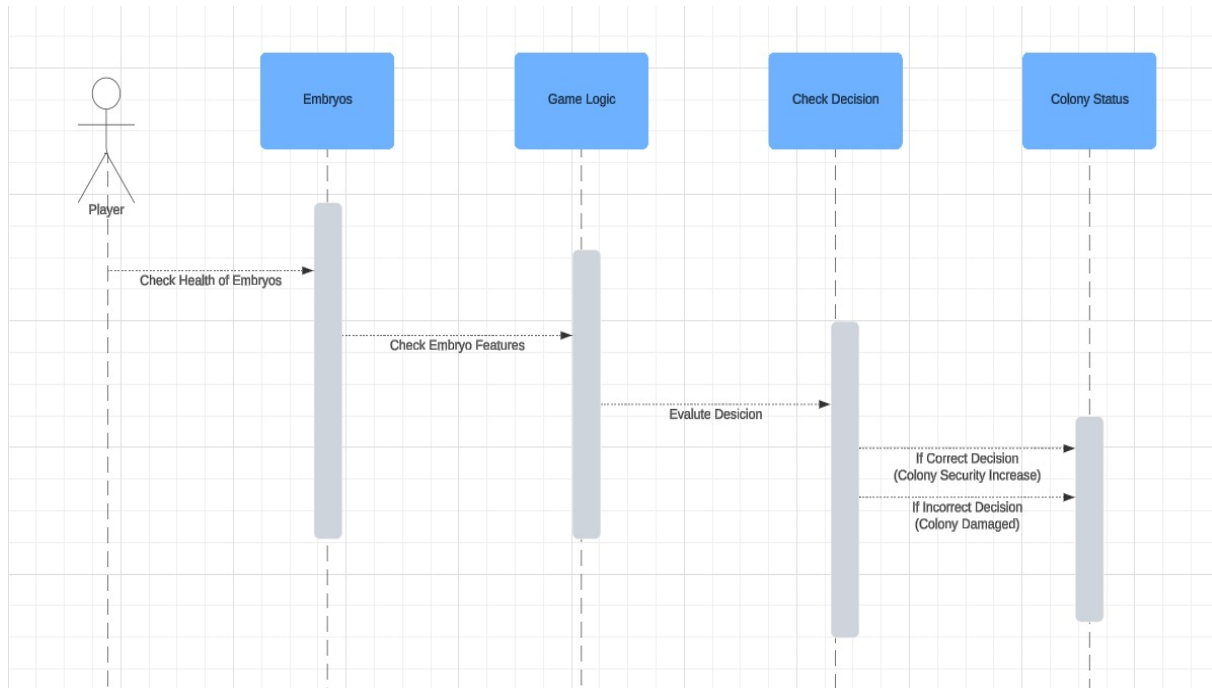 Embryos
Game Logic
Check Decision
Colony Status
Player
Check Health of Embryos
Check Embryo Features
Evalute Desicion
If Correct Decision
(Colony Security Increase)
If Incorrect Decision
(Colony Damaged)